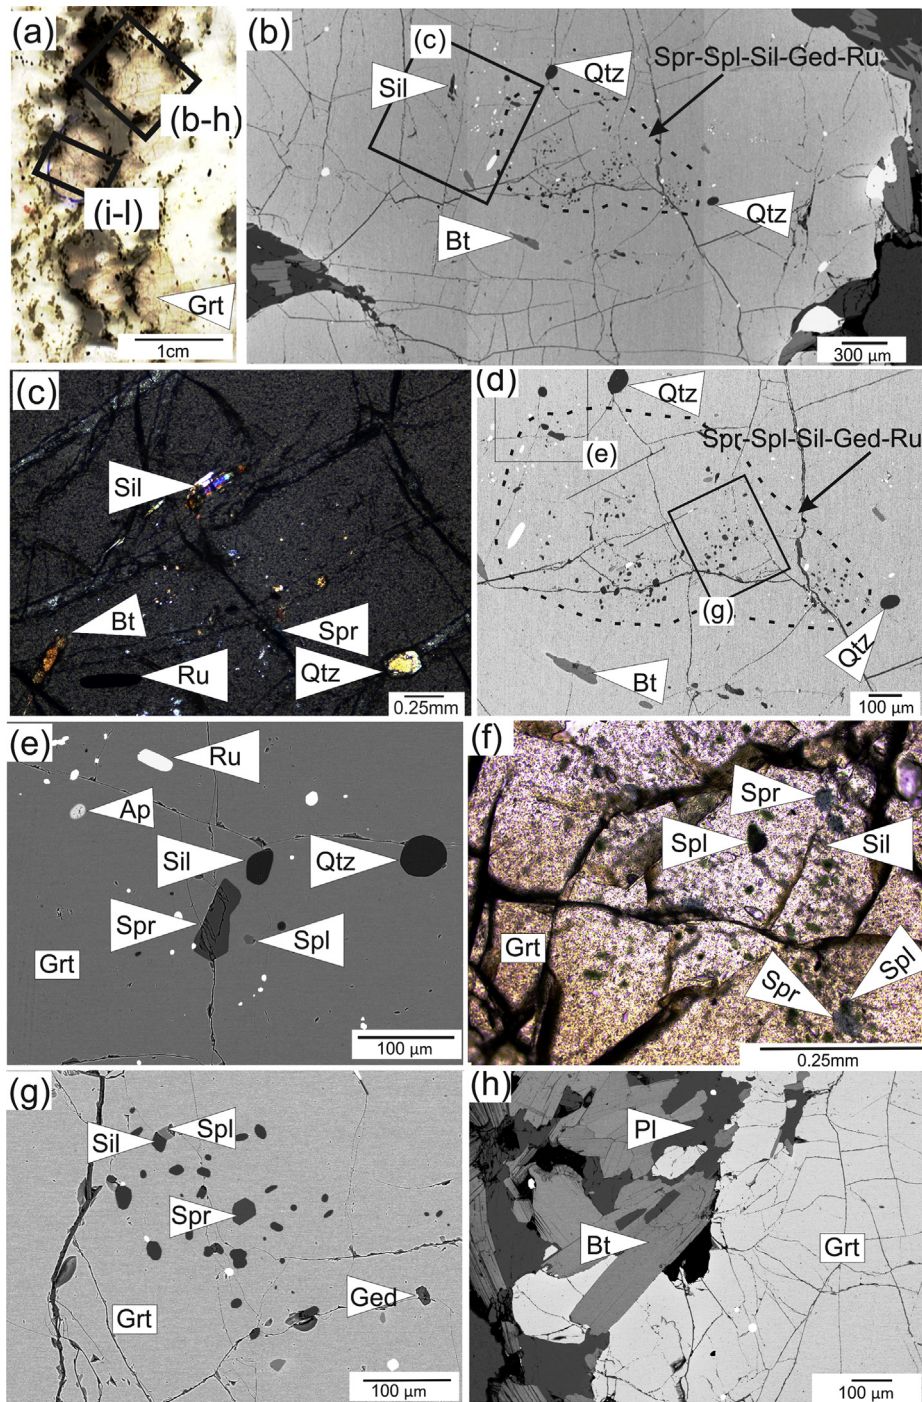 (a)
(b-h)
(i-l)
Grt
1cm
(b)
(c)
Sil
Qtz
Spr-Spl-Sil-Ged-Ru
Qtz
Bt
300 µm
(c)
Sil
Bt
Spr
Ru
Qtz
0.25mm
(d)
Qtz
(e)
Spr-Spl-Sil-Ged-Ru
(g)
Qtz
Bt
100 µm
(e)
Ru
Ap
Sil
Qtz
Spr
Spl
Grt
100 µm
(f)
Spr
Spl
Sil
Grt
Spl
Spr
0.25mm
(g)
Spl
Sil
Spr
Ged
Grt
100 µm
(h)
Pl
Bt
Grt
100 µm